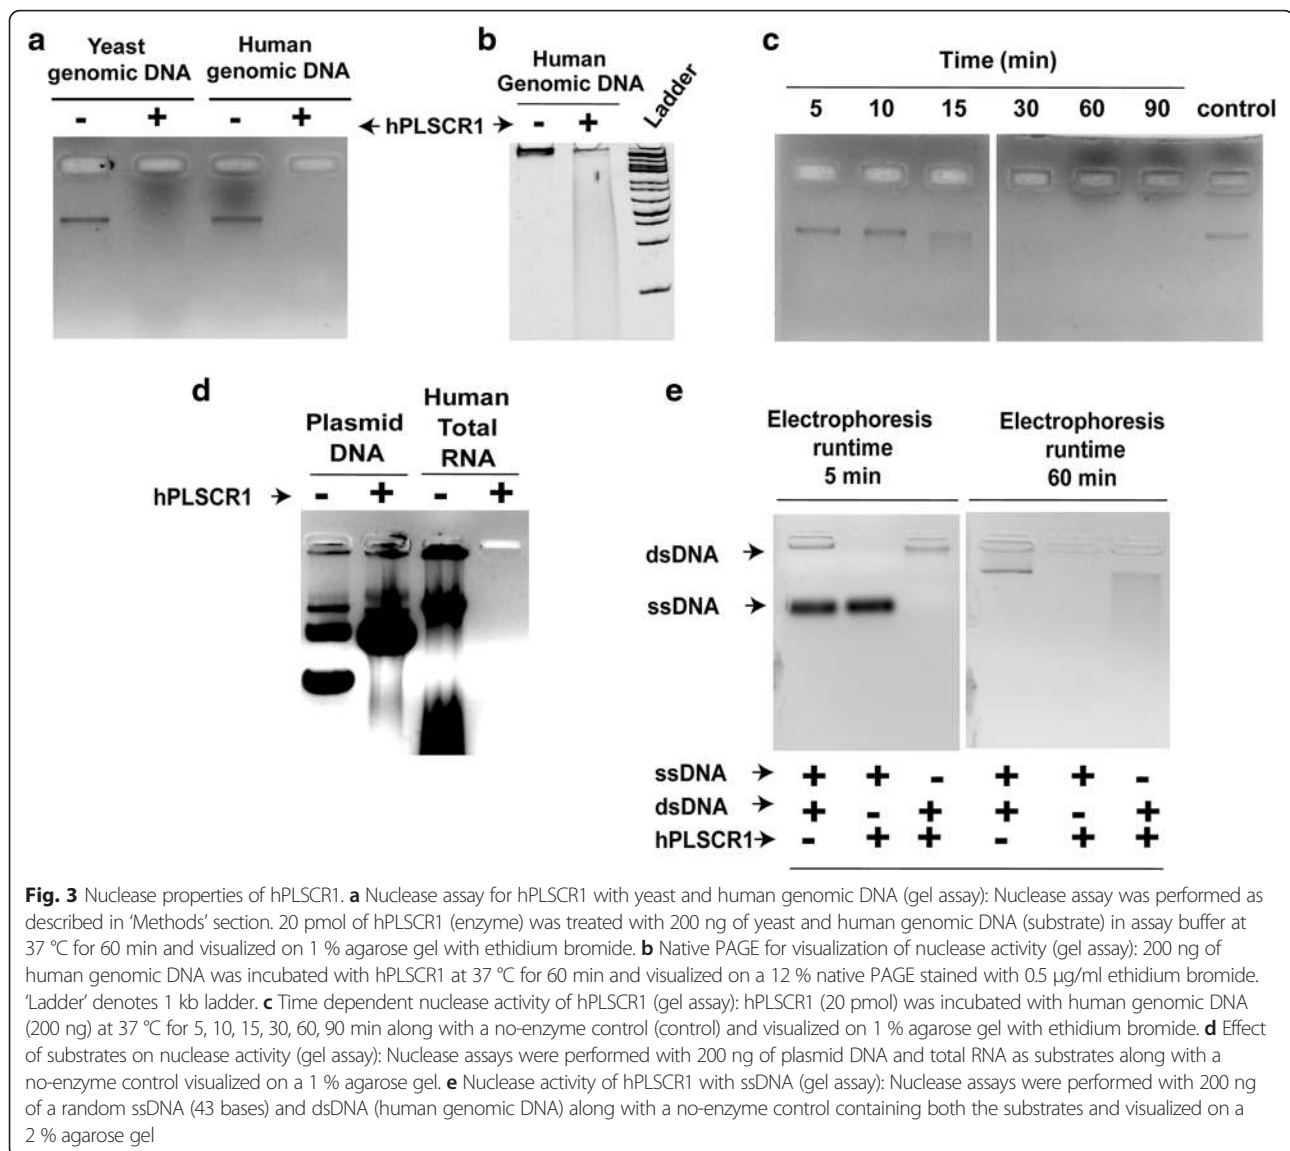 a
Yeast
genomic DNA
Human
genomic DNA
- + - +
← hPLSCR1 →
b
Human
Genomic DNA
- +
Ladder
c
Time (min)
5 10 15 30 60 90 control
d
Plasmid
DNA
Human
Total
RNA
hPLSCR1 → - + - +
e
Electrophoresis
runtime
5 min
Electrophoresis
runtime
60 min
dsDNA →
ssDNA →
ssDNA → + + - + + -
dsDNA → + - + + - +
hPLSCR1→ - + + - + +
Fig. 3 Nuclease properties of hPLSCR1. a Nuclease assay for hPLSCR1 with yeast and human genomic DNA (gel assay): Nuclease assay was performed as
described in ‘Methods’ section. 20 pmol of hPLSCR1 (enzyme) was treated with 200 ng of yeast and human genomic DNA (substrate) in assay buffer at
37 °C for 60 min and visualized on 1 % agarose gel with ethidium bromide. b Native PAGE for visualization of nuclease activity (gel assay): 200 ng of
human genomic DNA was incubated with hPLSCR1 at 37 °C for 60 min and visualized on a 12 % native PAGE stained with 0.5 μg/ml ethidium bromide.
‘Ladder’ denotes 1 kb ladder. c Time dependent nuclease activity of hPLSCR1 (gel assay): hPLSCR1 (20 pmol) was incubated with human genomic DNA
(200 ng) at 37 °C for 5, 10, 15, 30, 60, 90 min along with a no-enzyme control (control) and visualized on 1 % agarose gel with ethidium bromide. d Effect
of substrates on nuclease activity (gel assay): Nuclease assays were performed with 200 ng of plasmid DNA and total RNA as substrates along with a
no-enzyme control visualized on a 1 % agarose gel. e Nuclease activity of hPLSCR1 with ssDNA (gel assay): Nuclease assays were performed with 200 ng
of a random ssDNA (43 bases) and dsDNA (human genomic DNA) along with a no-enzyme control containing both the substrates and visualized on a
2 % agarose gel